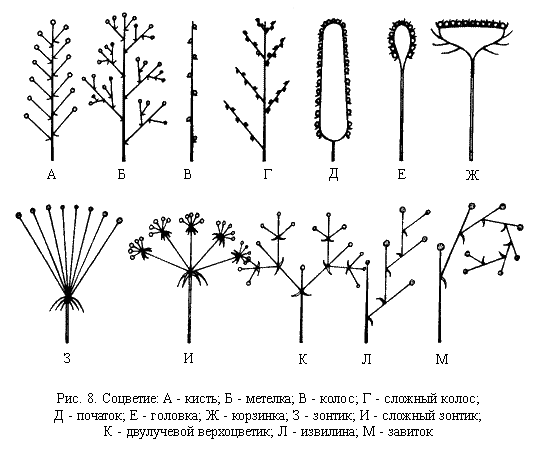 А Б В Г Д Е Ж
З И К Л М
Рис. 8. Соцветие: А - кисть; Б - метелка; В - колос; Г - сложный колос;
Д - початок; Е - головка; Ж - корзинка; З - зонтик; И - сложный зонтик;
К - двулучевой верхоцветик; Л - извилина; М - завиток